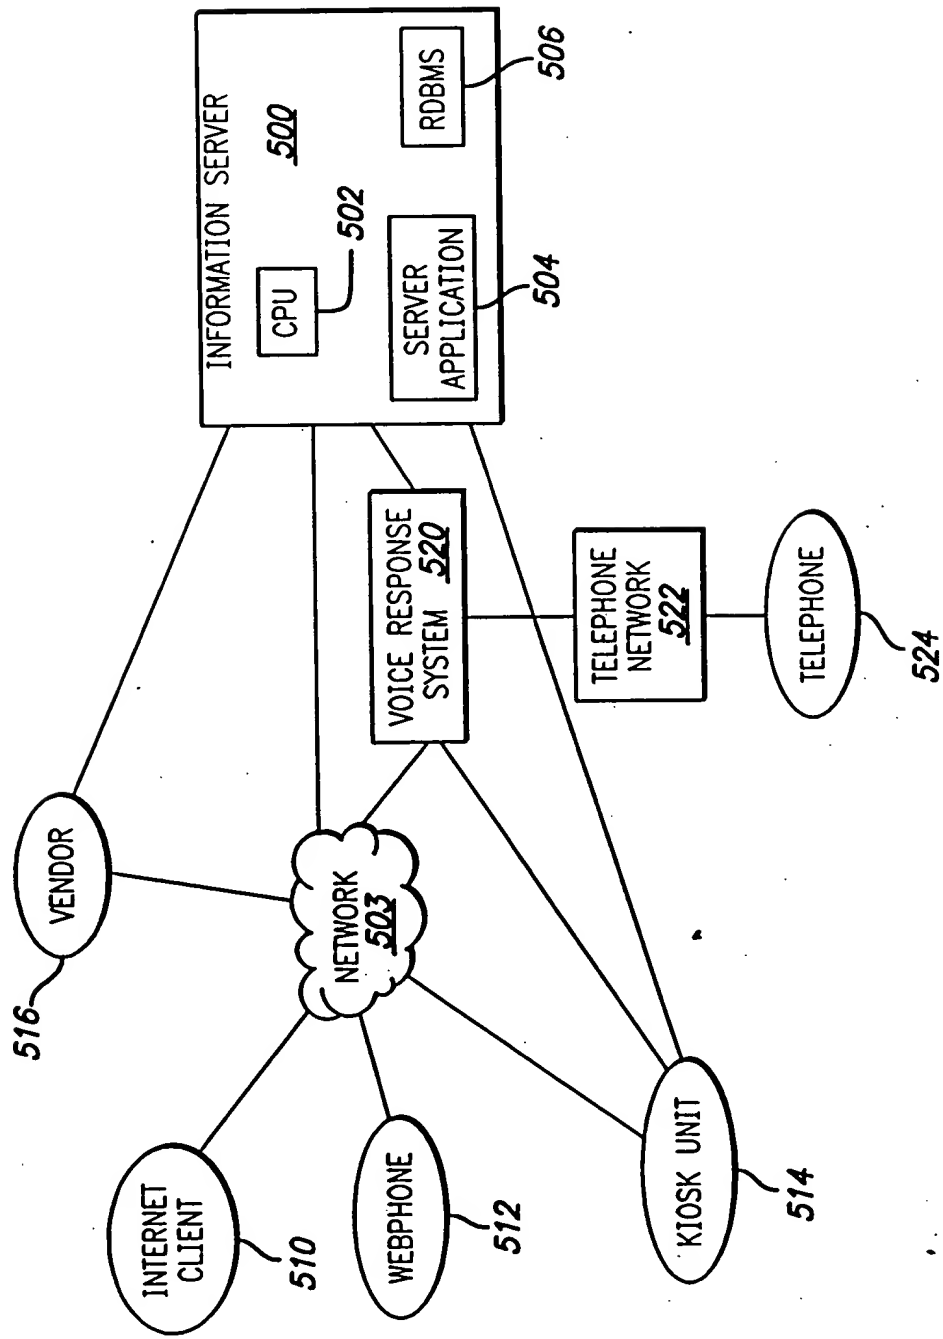 INFORMATION SERVER
500
CPU
502
SERVER
APPLICATION
504
RDBMS
506
VENDOR
516
NETWORK
503
VOICE RESPONSE
SYSTEM 520
TELEPHONE
NETWORK
522
TELEPHONE
524
INTERNET
CLIENT
510
WEBPHONE
512
KIOSK UNIT
514